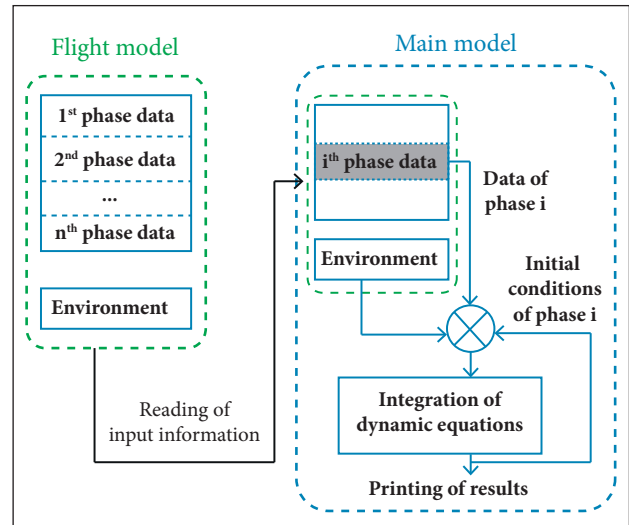 Flight model
1st phase data
2nd phase data
...
nth phase data
Environment
Reading of
input information
Main model
ith phase data
Data of
phase i
Environment
Initial
conditions
of phase i
Integration of
dynamic equations
Printing of results